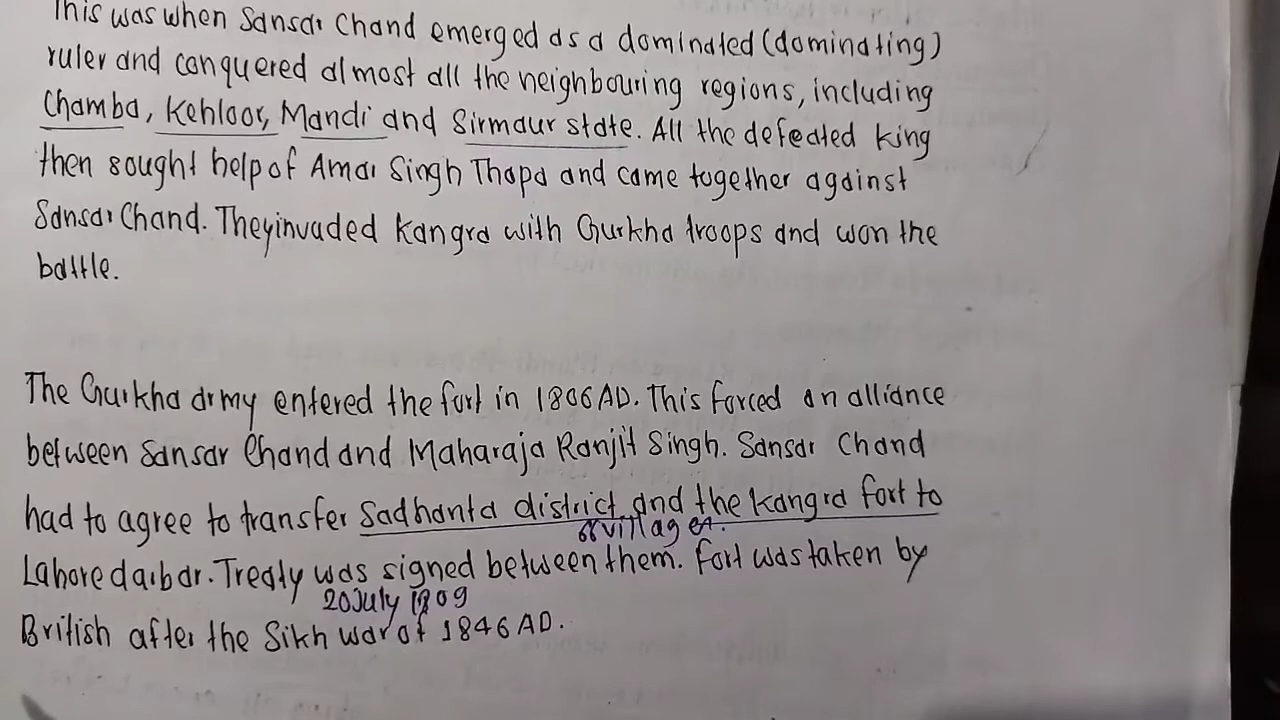 This was when Sansar Chand emerged as a dominated (dominating)
ruler and conquered almost all the neighbouring regions, including
Chamba, Kehloor, Mandi and Sirmaur state. All the defeated King
then sought help of Amar Singh Thapa and came together against
Sansar Chand. They invaded Kangra with Gurkha troops and won the
battle.
The Gurkha army entered the fort in 1806 AD. This forced an alliance
between Sansar Chand and Maharaja Ranjit Singh. Sansar Chand
had to agree to transfer Sadhanta district and the Kangra fort to
66 villages.
Lahore darbar. Treaty was signed between them. Fort was taken by
20 July 1809
British after the Sikh war of 1846 AD.